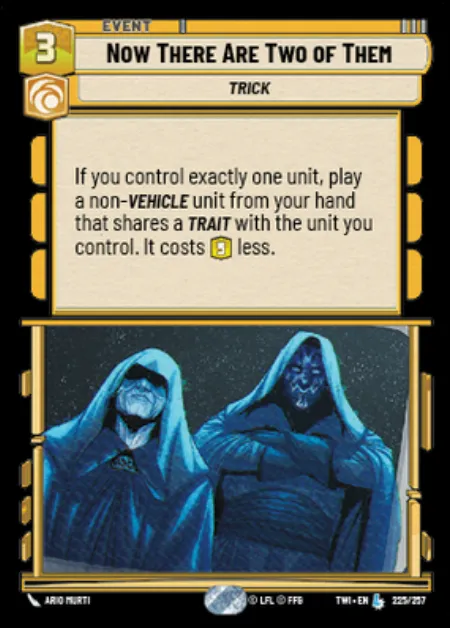 EVENT
3
NOW THERE ARE TWO OF THEM
TRICK
If you control exactly one unit, play
a non-VEHICLE unit from your hand
that shares a TRAIT with the unit you
control. It costs 5 less.
ARIO MURTI
© LFL © FFG
TWI • EN L 225/257